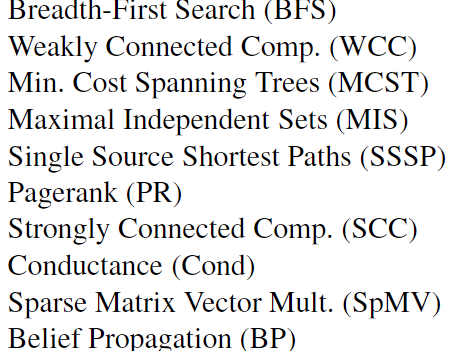 Breadth-First Search (BFS)
Weakly Connected Comp. (WCC)
Min. Cost Spanning Trees (MCST)
Maximal Independent Sets (MIS)
Single Source Shortest Paths (SSSP)
Pagerank (PR)
Strongly Connected Comp. (SCC)
Conductance (Cond)
Sparse Matrix Vector Mult. (SpMV)
Belief Propagation (BP)